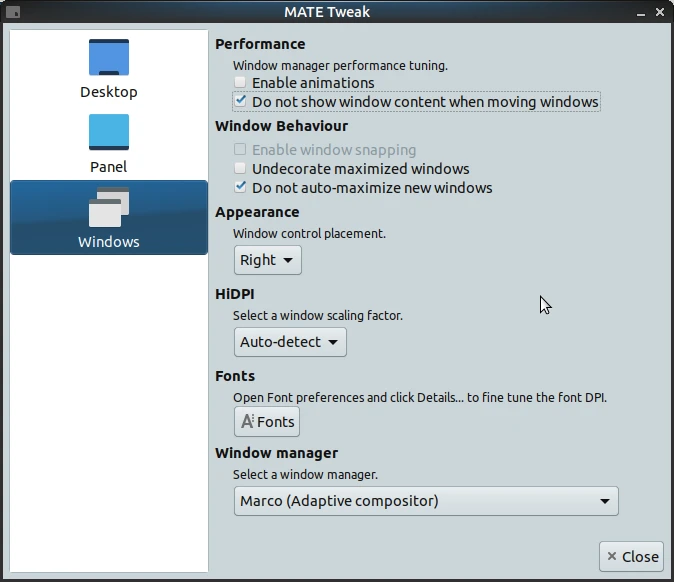 MATE Tweak
Desktop
Panel
Windows
Performance
Window manager performance tuning.
Enable animations
Do not show window content when moving windows
Window Behaviour
Enable window snapping
Undecorate maximized windows
Do not auto-maximize new windows
Appearance
Window control placement.
Right
HiDPI
Select a window scaling factor.
Auto-detect
Fonts
Open Font preferences and click Details... to fine tune the font DPI.
Fonts
Window manager
Select a window manager.
Marco (Adaptive compositor)
Close